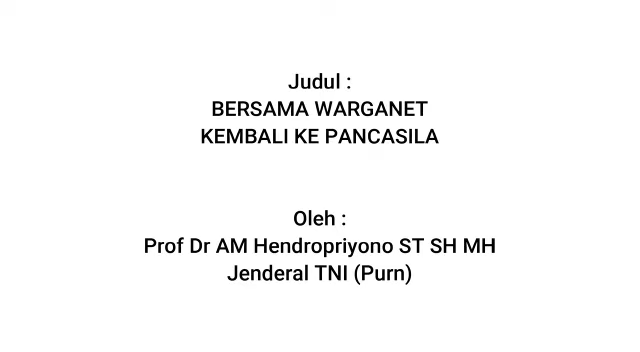 Judul :
BERSAMA WARGANET
KEMBALI KE PANCASILA
Oleh :
Prof Dr AM Hendropriyono ST SH MH
Jenderal TNI (Purn)